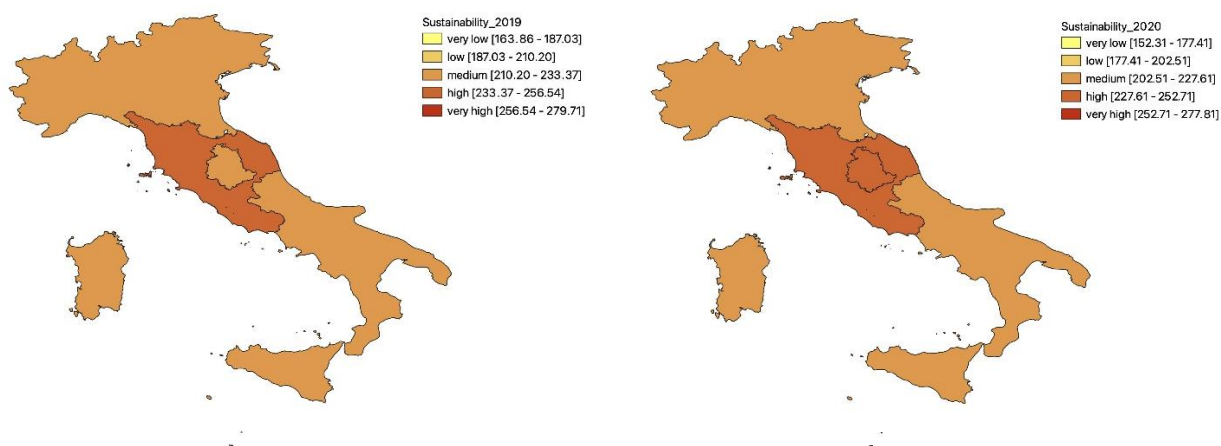 Sustainability_2019
very low [163.86 - 187.03]
low [187.03 - 210.20]
medium [210.20 - 233.37]
high [233.37 - 256.54]
very high [256.54 - 279.71]
Sustainability_2020
very low [152.31 - 177.41]
low [177.41 - 202.51]
medium [202.51 - 227.61]
high [227.61 - 252.71]
very high [252.71 - 277.81]